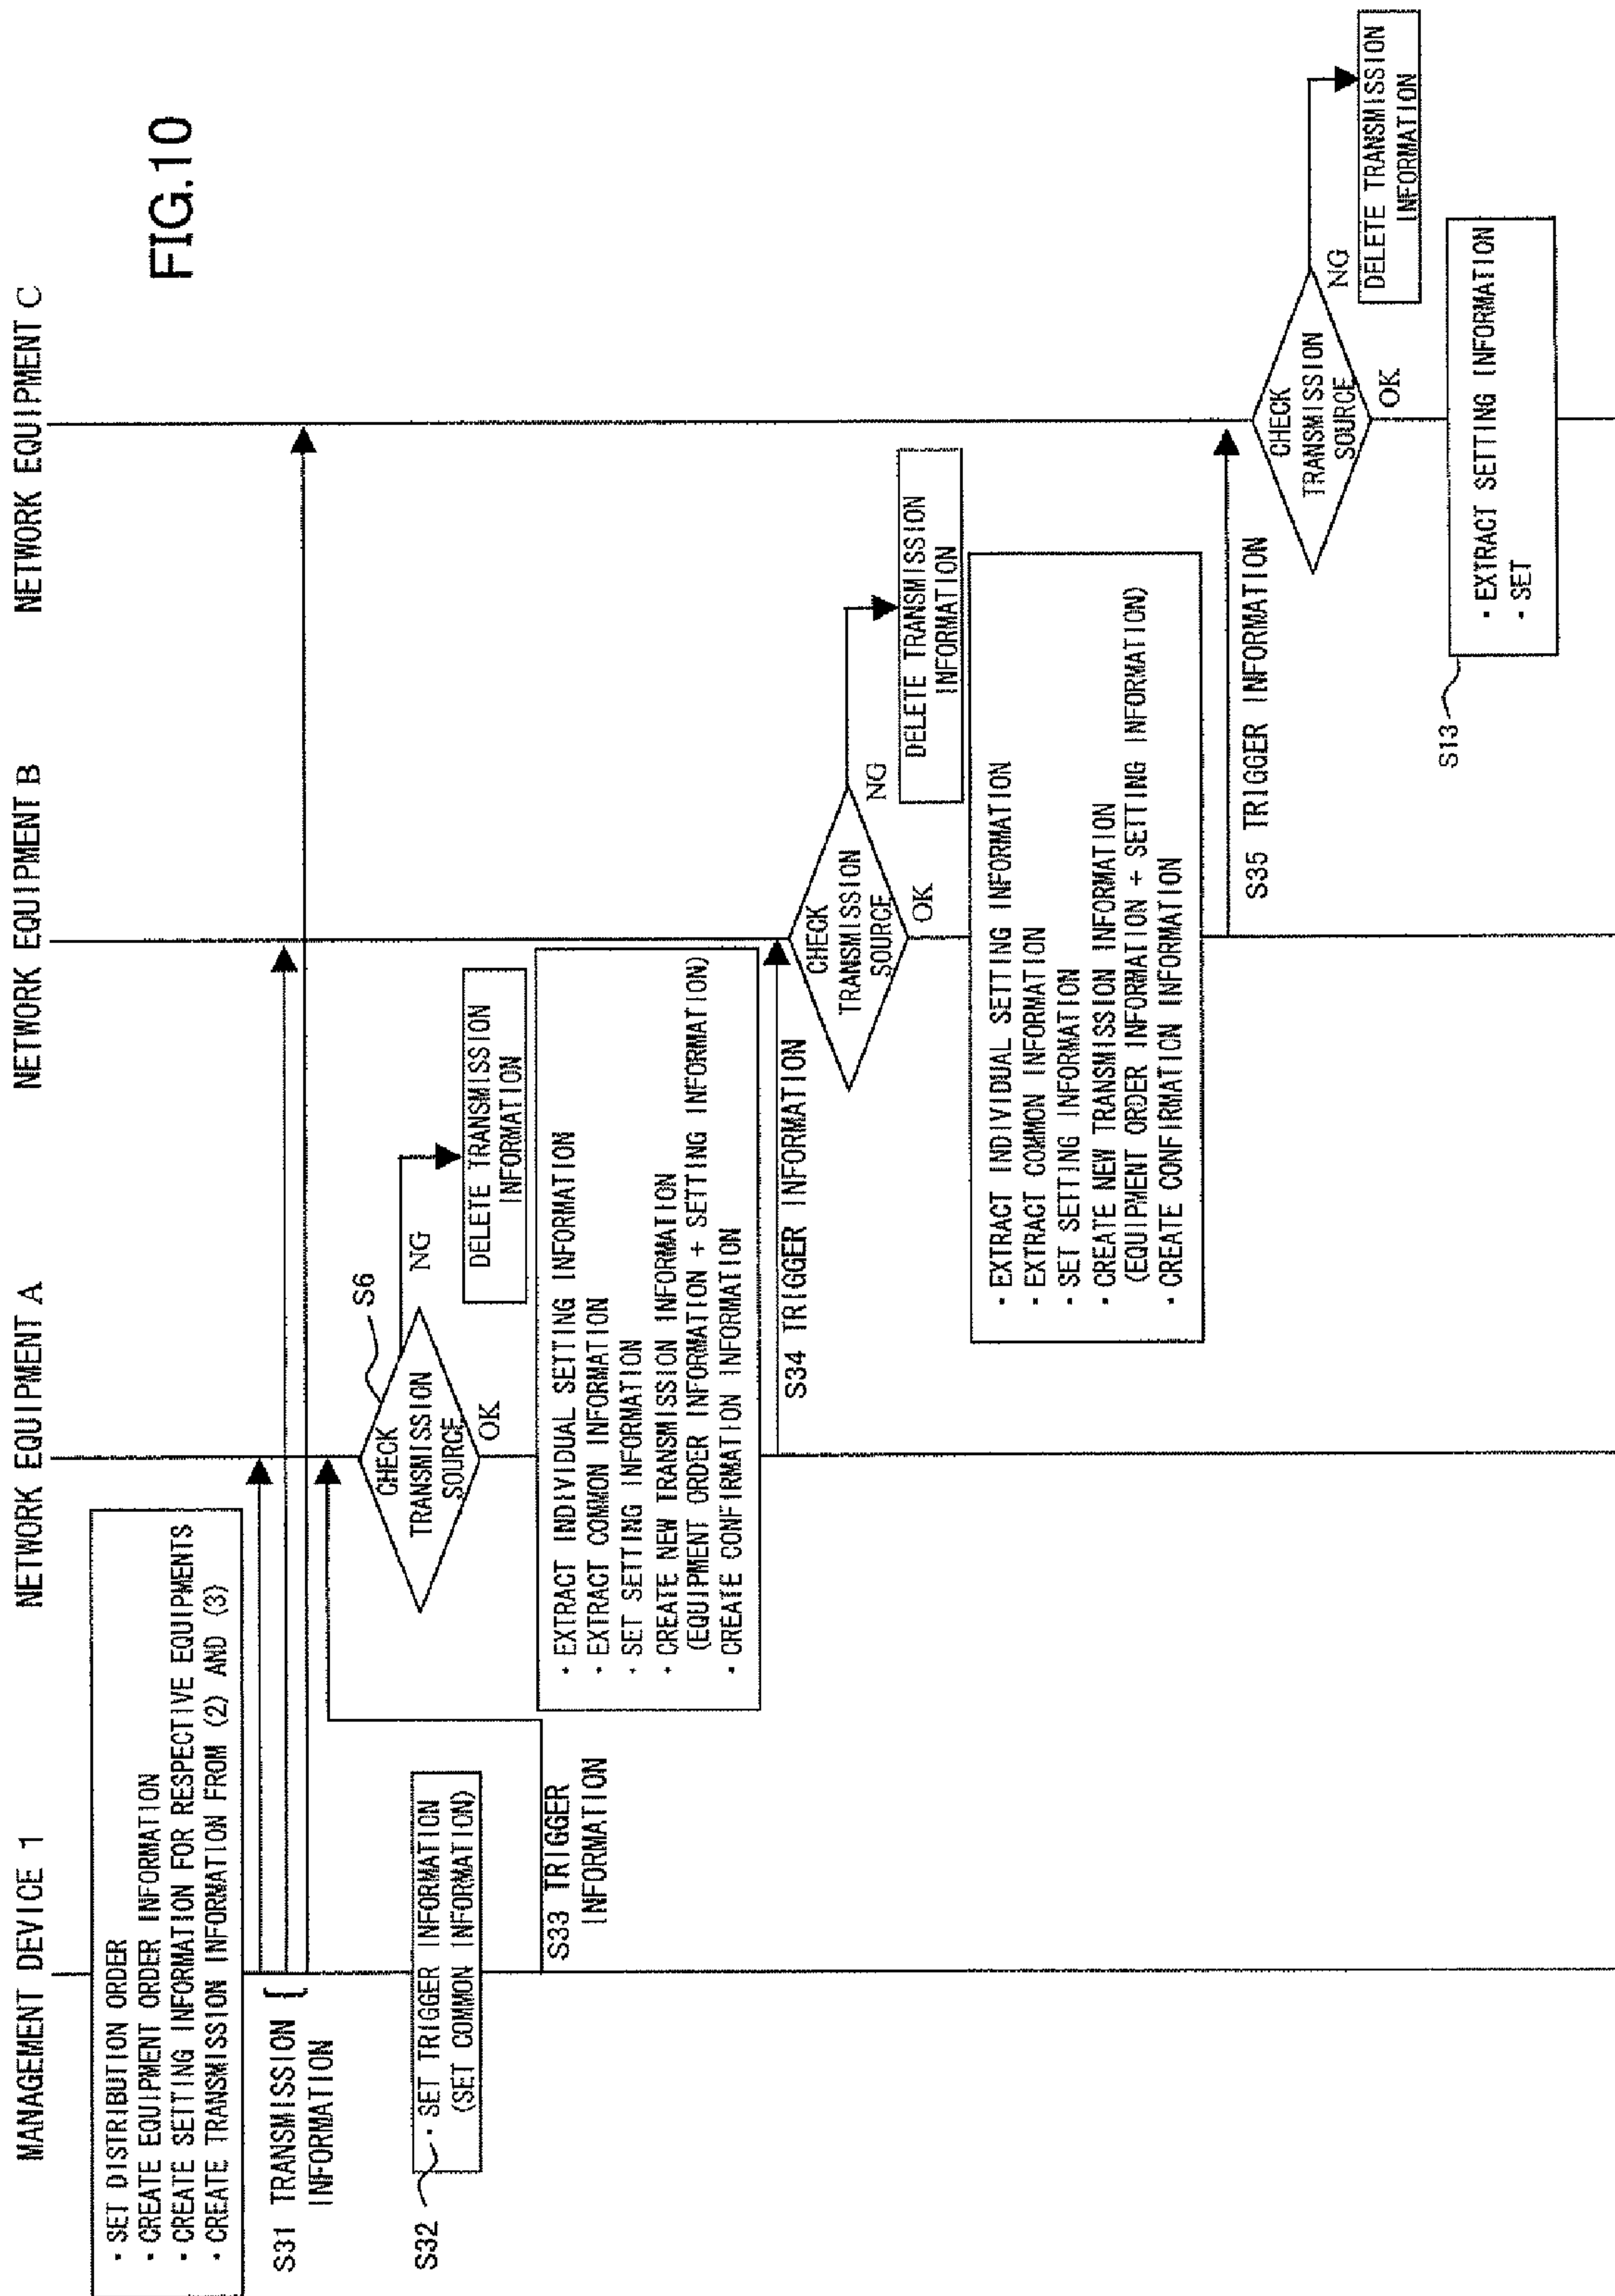 FIG.10
MANAGEMENT DEVICE 1
NETWORK EQUIPMENT A
NETWORK EQUIPMENT B
NETWORK EQUIPMENT C
· SET DISTRIBUTION ORDER
· CREATE EQUIPMENT ORDER INFORMATION
· CREATE SETTING INFORMATION FOR RESPECTIVE EQUIPMENTS
· CREATE TRANSMISSION INFORMATION FROM (2) AND (3)
S31 TRANSMISSION {
INFORMATION
S32
· SET TRIGGER INFORMATION
(SET COMMON INFORMATION)
S33 TRIGGER
INFORMATION
S6
CHECK
TRANSMISSION
SOURCE
NG
OK
DELETE TRANSMISSION
INFORMATION
· EXTRACT INDIVIDUAL SETTING INFORMATION
· EXTRACT COMMON INFORMATION
· SET SETTING INFORMATION
· CREATE NEW TRANSMISSION INFORMATION
(EQUIPMENT ORDER INFORMATION + SETTING INFORMATION)
· CREATE CONFIRMATION INFORMATION
S34 TRIGGER INFORMATION
CHECK
TRANSMISSION
SOURCE
NG
OK
DELETE TRANSMISSION
INFORMATION
· EXTRACT INDIVIDUAL SETTING INFORMATION
· EXTRACT COMMON INFORMATION
· SET SETTING INFORMATION
· CREATE NEW TRANSMISSION INFORMATION
(EQUIPMENT ORDER INFORMATION + SETTING INFORMATION)
· CREATE CONFIRMATION INFORMATION
S35 TRIGGER INFORMATION
CHECK
TRANSMISSION
SOURCE
NG
OK
DELETE TRANSMISSION
INFORMATION
S13
· EXTRACT SETTING INFORMATION
· SET